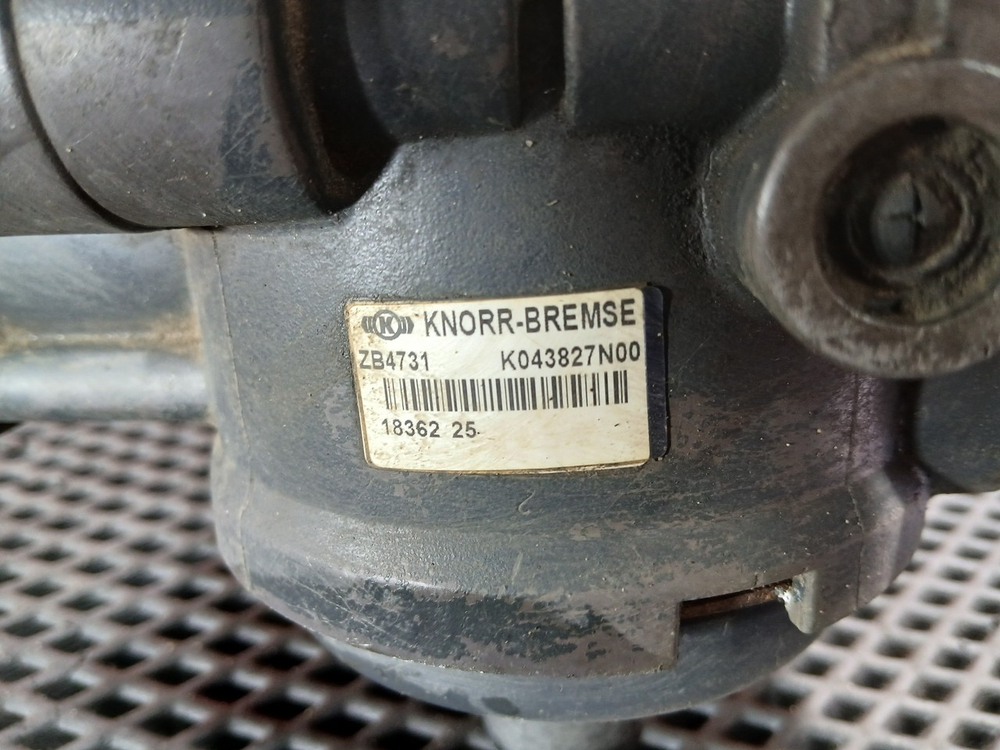 K KNORR-BREMSE
ZB4731 K043827N00
18362 25